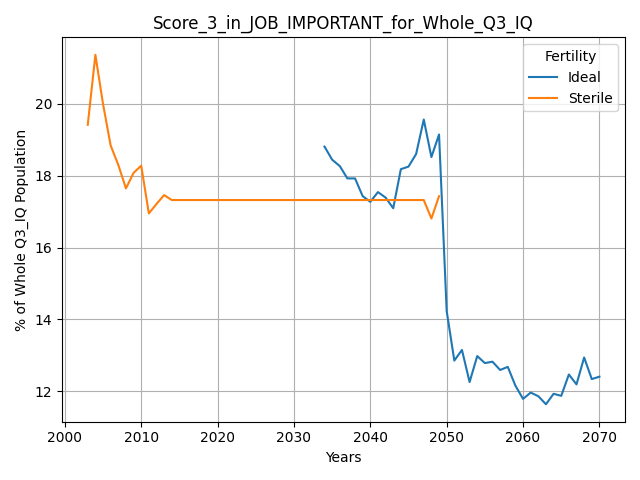 Score_3_in_JOB_IMPORTANT_for_Whole_Q3_IQ
% of Whole Q3_IQ Population
20
18
16
14
12
Fertility
Ideal
Sterile
2000
2010
2020
2030
2040
2050
2060
2070
Years